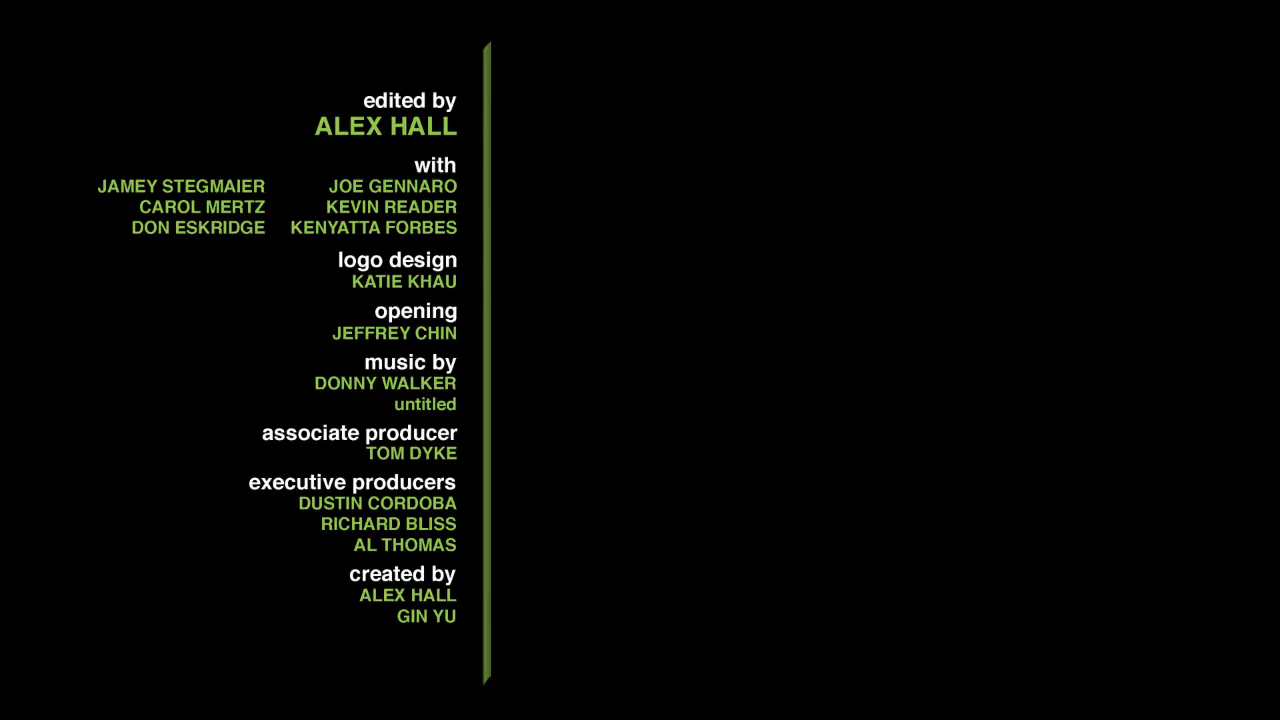 edited by
ALEX HALL
with
JAMEY STEGMAIER JOE GENNARO
CAROL MERTZ KEVIN READER
DON ESKRIDGE KENYATTA FORBES
logo design
KATIE KHAU
opening
JEFFREY CHIN
music by
DONNY WALKER
untitled
associate producer
TOM DYKE
executive producers
DUSTIN CORDOBA
RICHARD BLISS
AL THOMAS
created by
ALEX HALL
GIN YU